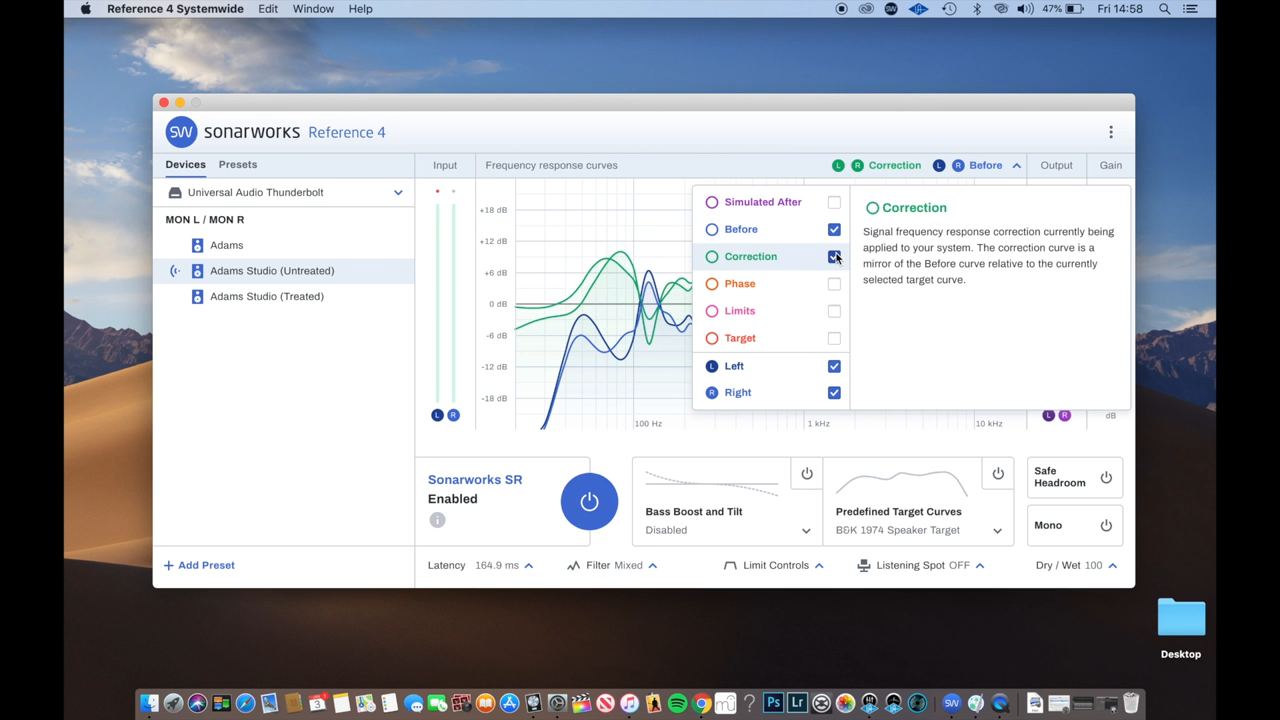 Reference 4 Systemwide Edit Window Help
SW 47% Fri 14:58
SW sonarworks Reference 4
Devices Presets Input Frequency response curves L R Correction L R Before Output Gain
Universal Audio Thunderbolt
MON L / MON R
Adams
Adams Studio (Untreated)
Adams Studio (Treated)
+18 dB
+12 dB
+6 dB
0 dB
-6 dB
-12 dB
-18 dB
L R
100 Hz 1 kHz 10 kHz
Simulated After
Before
Correction
Phase
Limits
Target
L Left
R Right
Correction
Signal frequency response correction currently being
applied to your system. The correction curve is a
mirror of the Before curve relative to the currently
selected target curve.
L R dB
Sonarworks SR
Enabled
Bass Boost and Tilt
Disabled
Predefined Target Curves
B&K 1974 Speaker Target
Safe
Headroom
Mono
+ Add Preset
Latency 164.9 ms Filter Mixed Limit Controls Listening Spot OFF Dry / Wet 100
Desktop
Ps Lr SW